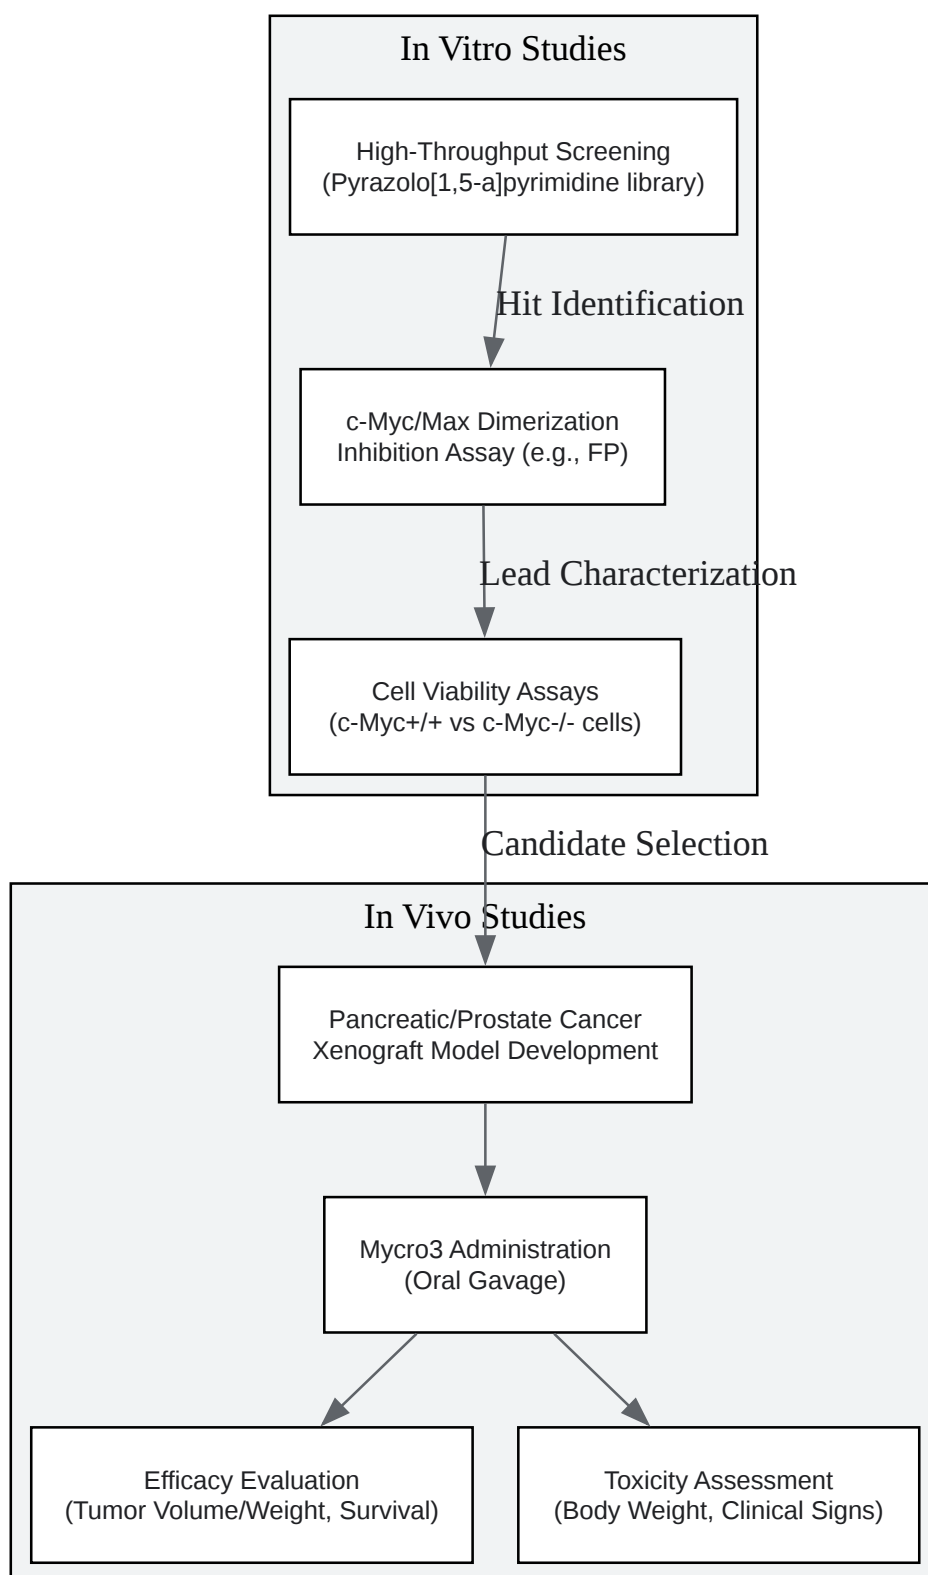 In Vitro Studies
High-Throughput Screening
(Pyrazolo[1,5-a]pyrimidine library)
Hit Identification
c-Myc/Max Dimerization
Inhibition Assay (e.g., FP)
Lead Characterization
Cell Viability Assays
(c-Myc+/+ vs c-Myc-/- cells)
Candidate Selection
In Vivo Studies
Pancreatic/Prostate Cancer
Xenograft Model Development
Mycro3 Administration
(Oral Gavage)
Efficacy Evaluation
(Tumor Volume/Weight, Survival)
Toxicity Assessment
(Body Weight, Clinical Signs)